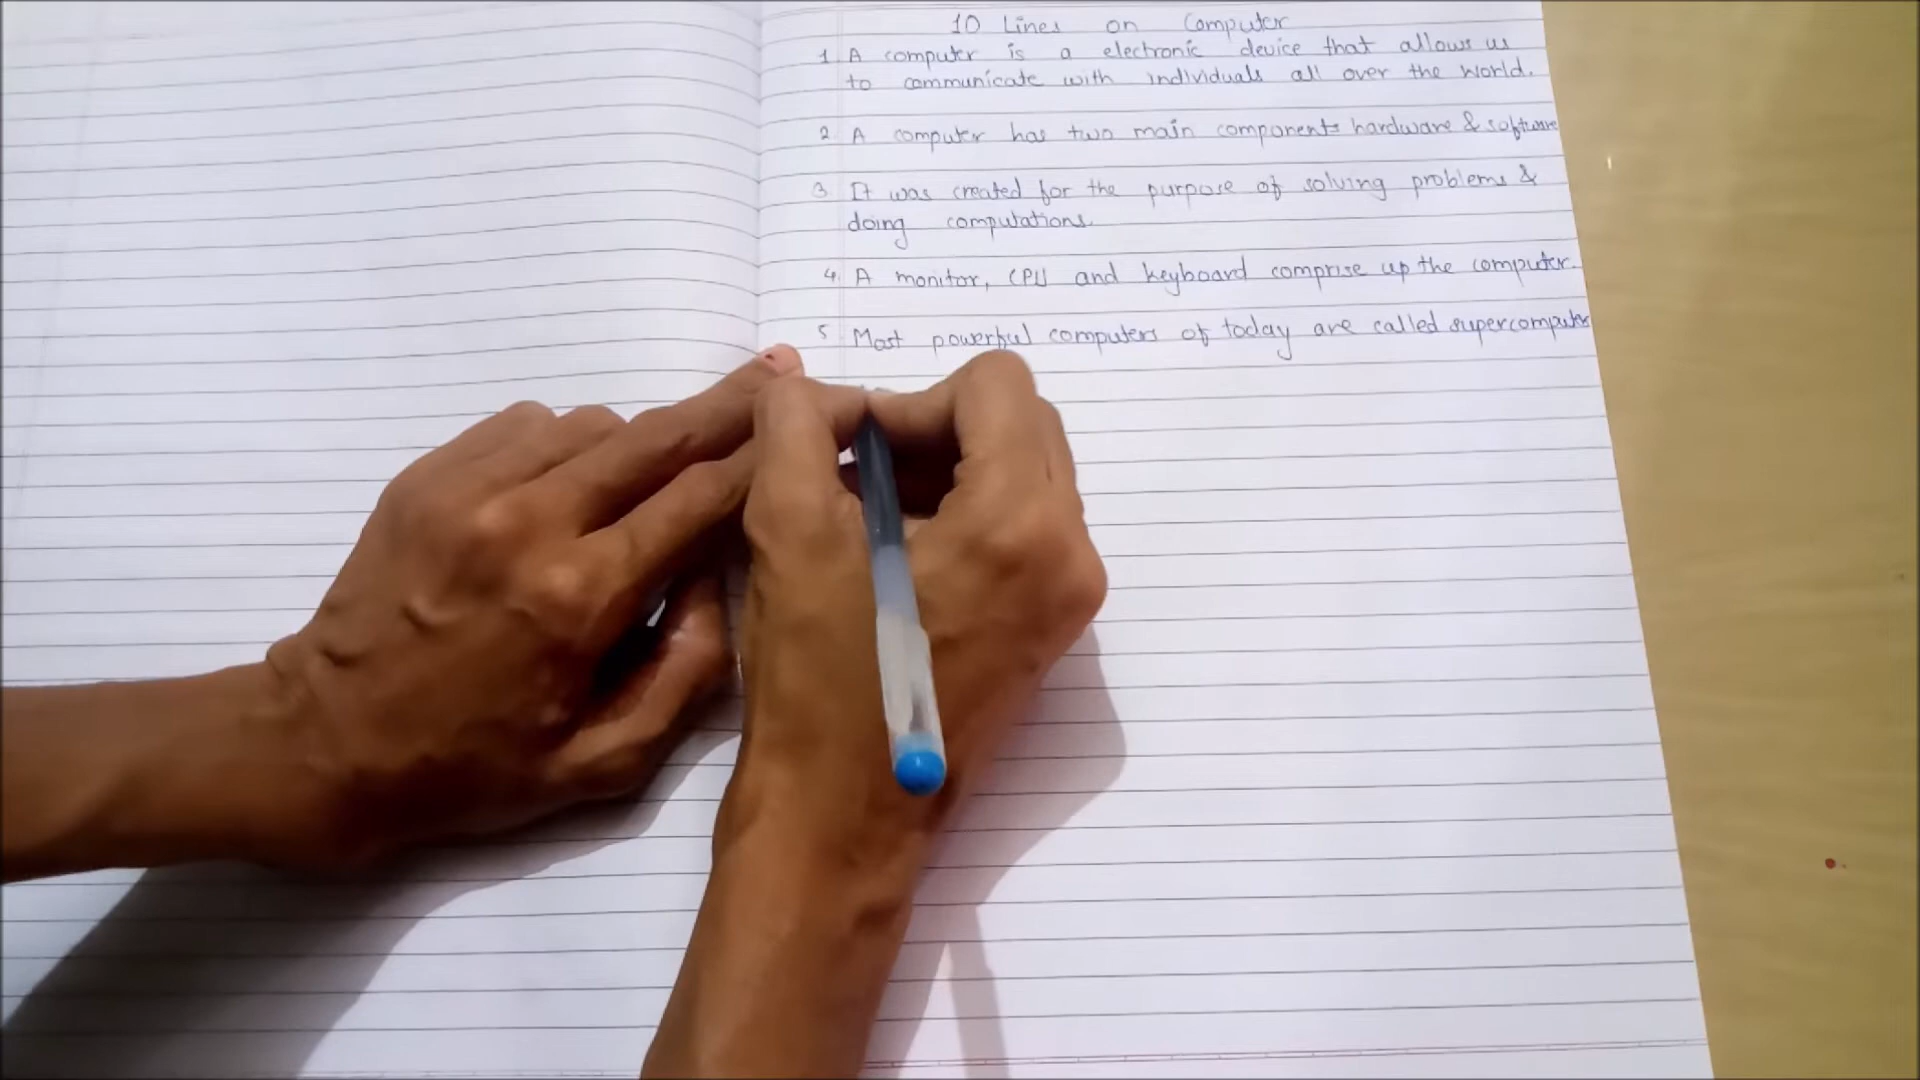 10 Lines on Computer
1 A computer is a electronic device that allows us
to communicate with individuals all over the world.
2 A computer has two main components hardware & software
3 It was created for the purpose of solving problems &
doing computations.
4. A monitor, CPU and keyboard comprise up the computer.
5 Most powerful computers of today are called supercomputer